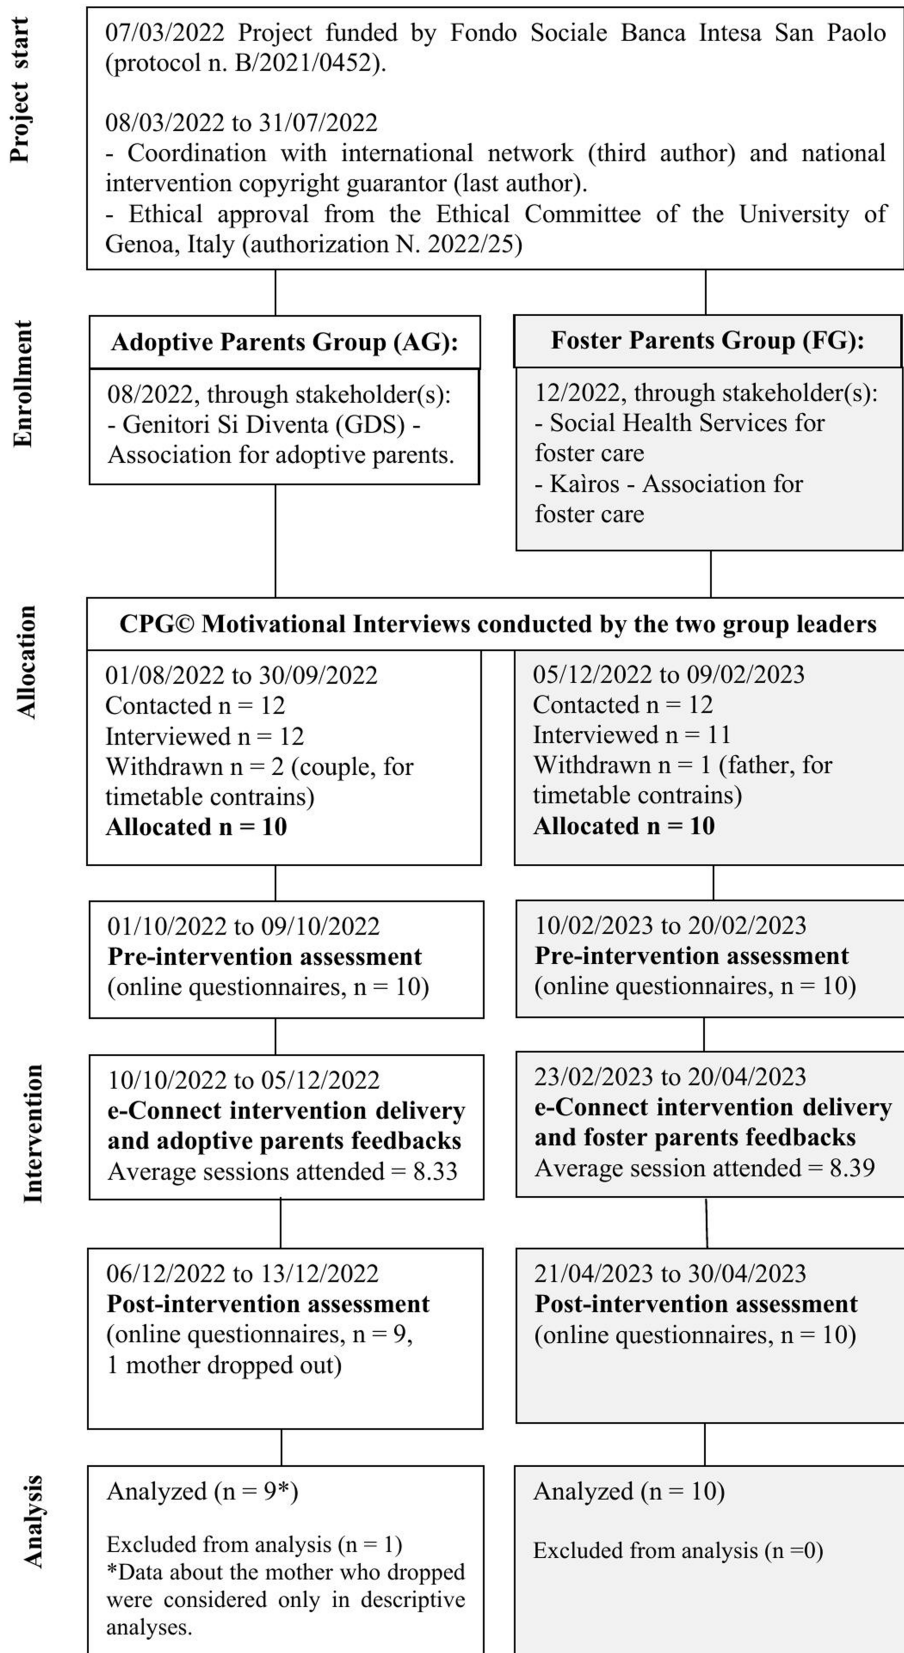 Project start
07/03/2022 Project funded by Fondo Sociale Banca Intesa San Paolo
(protocol n. B/2021/0452).
08/03/2022 to 31/07/2022
- Coordination with international network (third author) and national
intervention copyright guarantor (last author).
- Ethical approval from the Ethical Committee of the University of
Genoa, Italy (authorization N. 2022/25)
Enrollment
Adoptive Parents Group (AG):
08/2022, through stakeholder(s):
- Genitori Si Diventa (GDS) -
Association for adoptive parents.
Foster Parents Group (FG):
12/2022, through stakeholder(s):
- Social Health Services for
foster care
- Kaìros - Association for
foster care
Allocation
CPG© Motivational Interviews conducted by the two group leaders
01/08/2022 to 30/09/2022
Contacted n = 12
Interviewed n = 12
Withdrawn n = 2 (couple, for
timetable contrains)
Allocated n = 10
05/12/2022 to 09/02/2023
Contacted n = 12
Interviewed n = 11
Withdrawn n = 1 (father, for
timetable contrains)
Allocated n = 10
01/10/2022 to 09/10/2022
Pre-intervention assessment
(online questionnaires, n = 10)
10/02/2023 to 20/02/2023
Pre-intervention assessment
(online questionnaires, n = 10)
Intervention
10/10/2022 to 05/12/2022
e-Connect intervention delivery
and adoptive parents feedbacks
Average sessions attended = 8.33
23/02/2023 to 20/04/2023
e-Connect intervention delivery
and foster parents feedbacks
Average session attended = 8.39
06/12/2022 to 13/12/2022
Post-intervention assessment
(online questionnaires, n = 9,
1 mother dropped out)
21/04/2023 to 30/04/2023
Post-intervention assessment
(online questionnaires, n = 10)
Analysis
Analyzed (n = 9*)
Excluded from analysis (n = 1)
*Data about the mother who dropped
were considered only in descriptive
analyses.
Analyzed (n = 10)
Excluded from analysis (n =0)